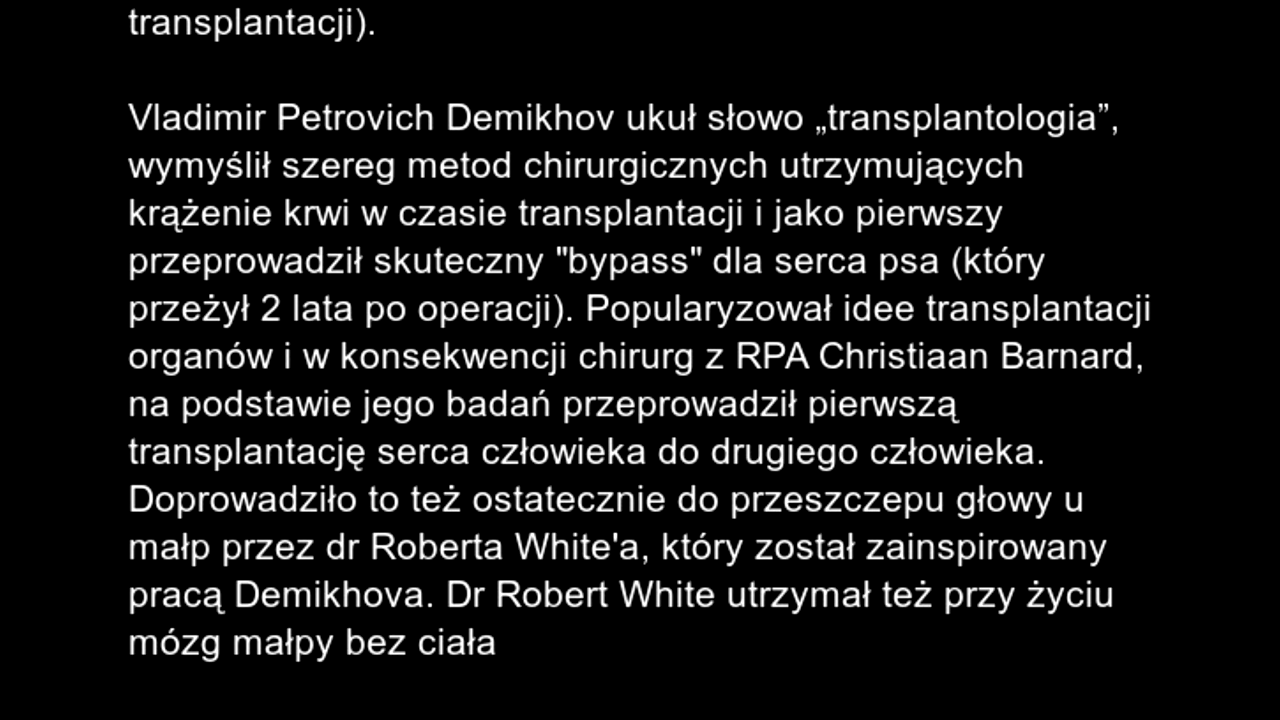 transplantacji).
Vladimir Petrovich Demikhov ukuł słowo „transplantologia”,
wymyślił szereg metod chirurgicznych utrzymujących
krążenie krwi w czasie transplantacji i jako pierwszy
przeprowadził skuteczny "bypass" dla serca psa (który
przeżył 2 lata po operacji). Popularyzował idee transplantacji
organów i w konsekwencji chirurg z RPA Christiaan Barnard,
na podstawie jego badań przeprowadził pierwszą
transplantację serca człowieka do drugiego człowieka.
Doprowadziło to też ostatecznie do przeszczepu głowy u
małp przez dr Roberta White'a, który został zainspirowany
pracą Demikhova. Dr Robert White utrzymał też przy życiu
mózg małpy bez ciała